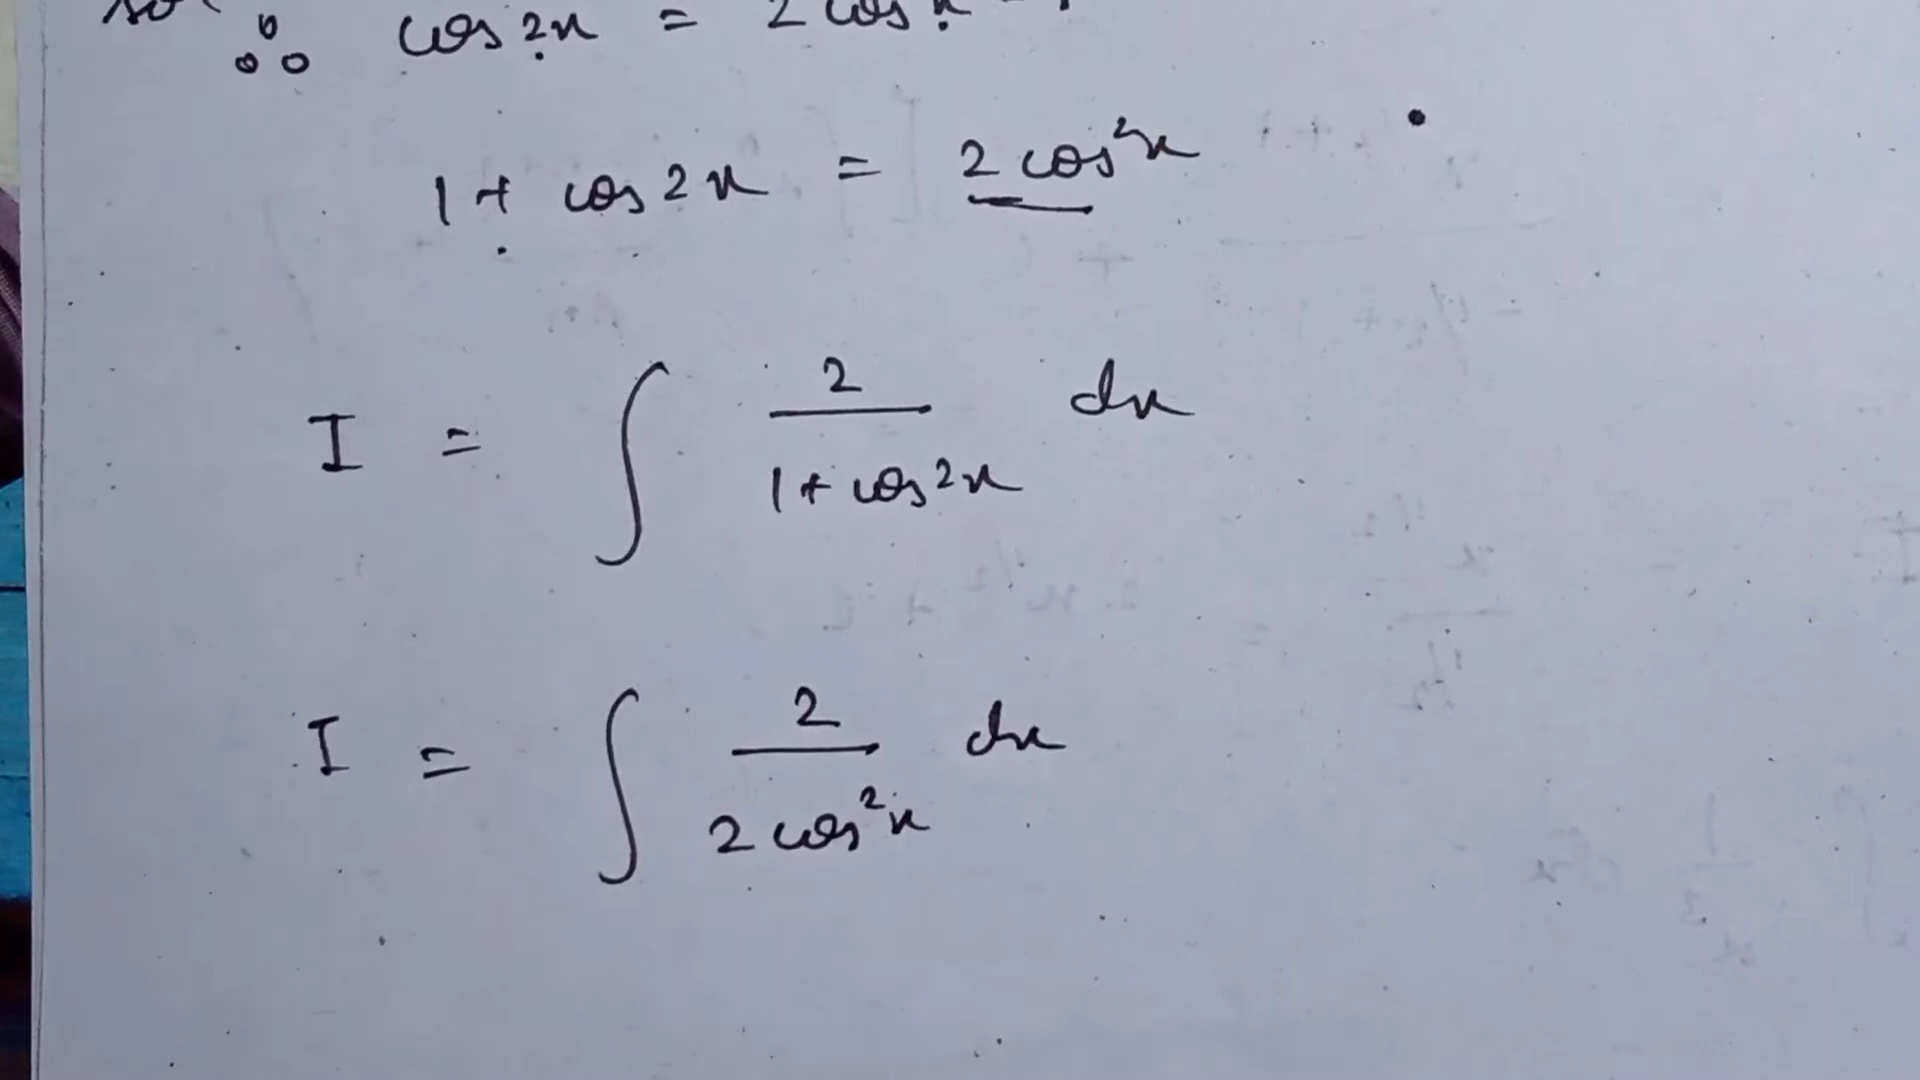 ∵ cos 2x = 2 cos x
1 + cos 2x = 2 cos²x
I = ∫ 2/(1 + cos 2x) dx
I = ∫ 2/(2 cos²x) dx